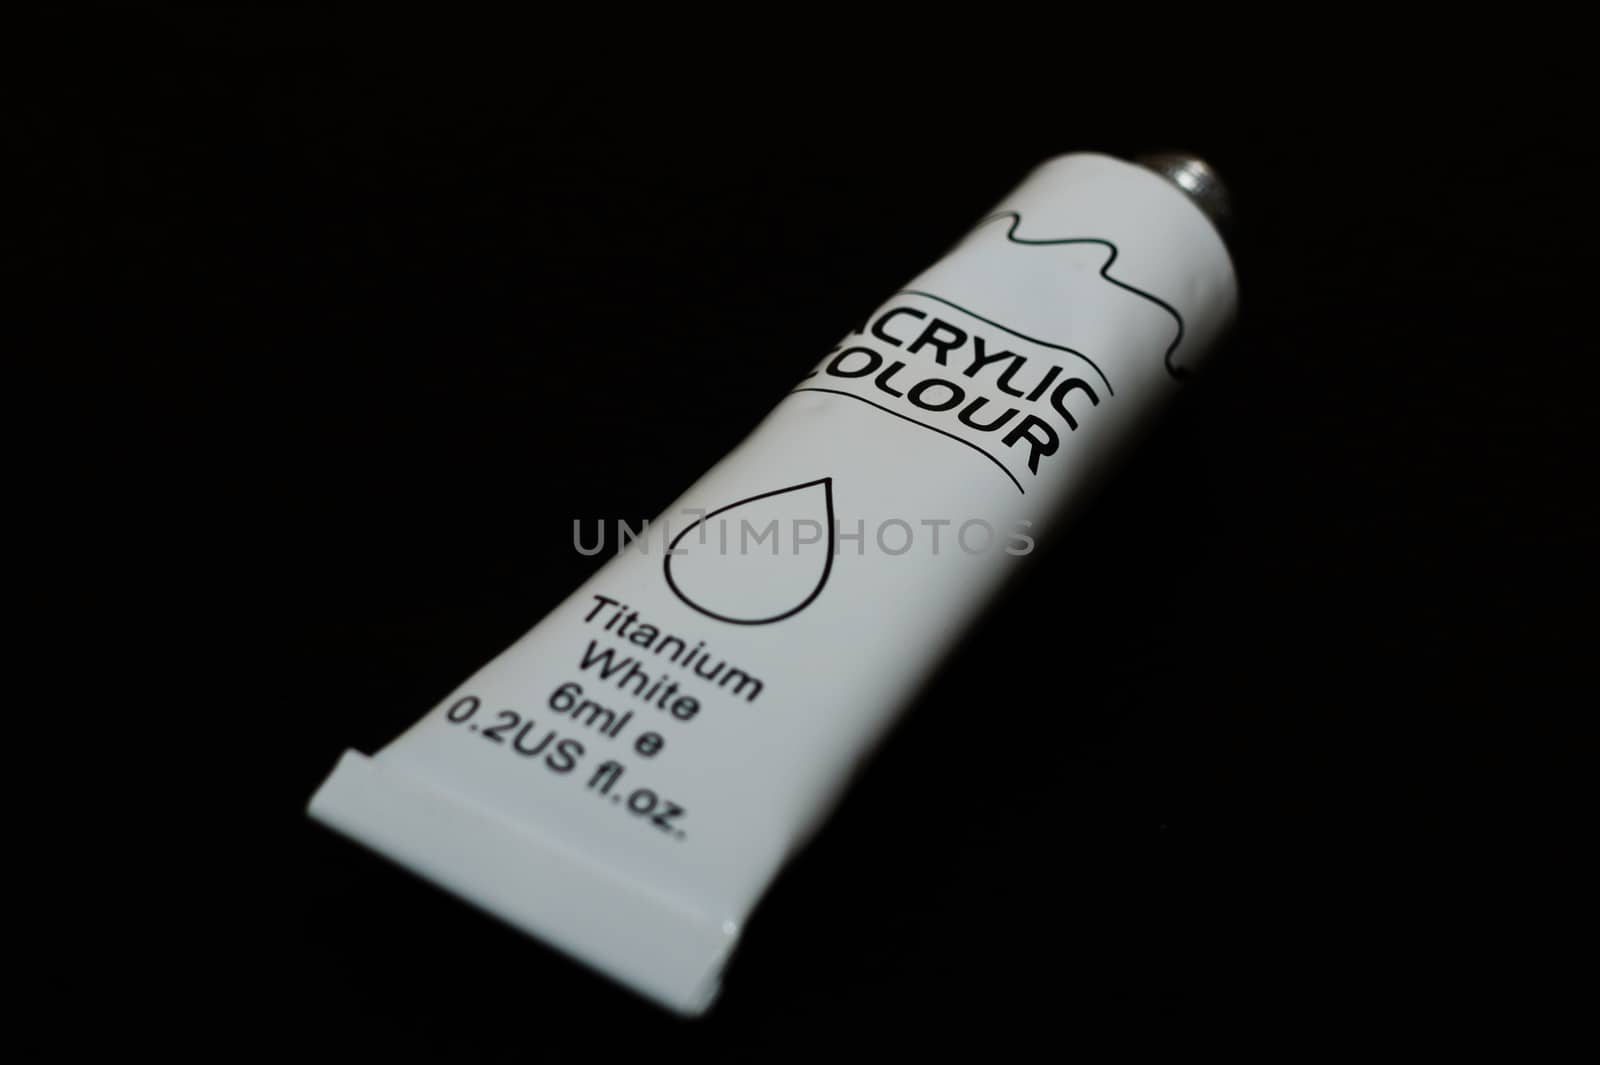 ACRYLIC
COLOUR
UNLIMPHOTOS
Titanium
White
6ml e
0.2US fl.oz.